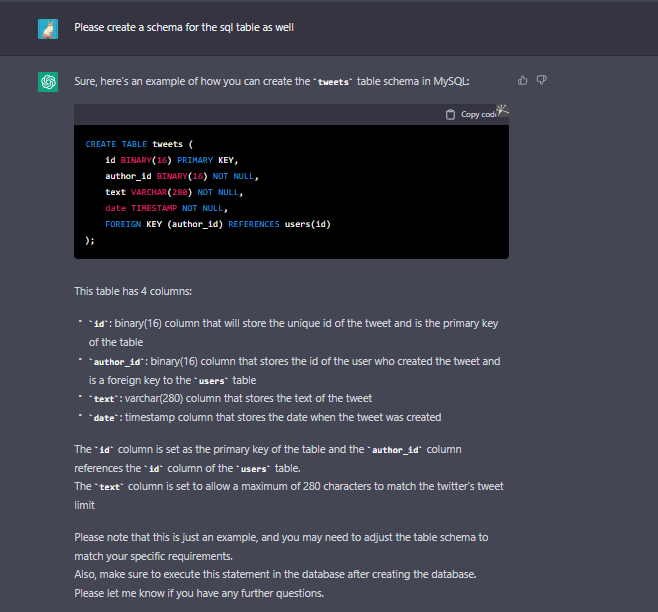 Please create a schema for the sql table as well
Sure, here's an example of how you can create the `tweets` table schema in MySQL:
Copy code
CREATE TABLE tweets (
id BINARY(16) PRIMARY KEY,
author_id BINARY(16) NOT NULL,
text VARCHAR(280) NOT NULL,
date TIMESTAMP NOT NULL,
FOREIGN KEY (author_id) REFERENCES users(id)
);
This table has 4 columns:
• `id`: binary(16) column that will store the unique id of the tweet and is the primary key
of the table
• `author_id`: binary(16) column that stores the id of the user who created the tweet and
is a foreign key to the `users` table
• `text`: varchar(280) column that stores the text of the tweet
• `date`: timestamp column that stores the date when the tweet was created
The `id` column is set as the primary key of the table and the `author_id` column
references the `id` column of the `users` table.
The `text` column is set to allow a maximum of 280 characters to match the twitter's tweet
limit
Please note that this is just an example, and you may need to adjust the table schema to
match your specific requirements.
Also, make sure to execute this statement in the database after creating the database.
Please let me know if you have any further questions.